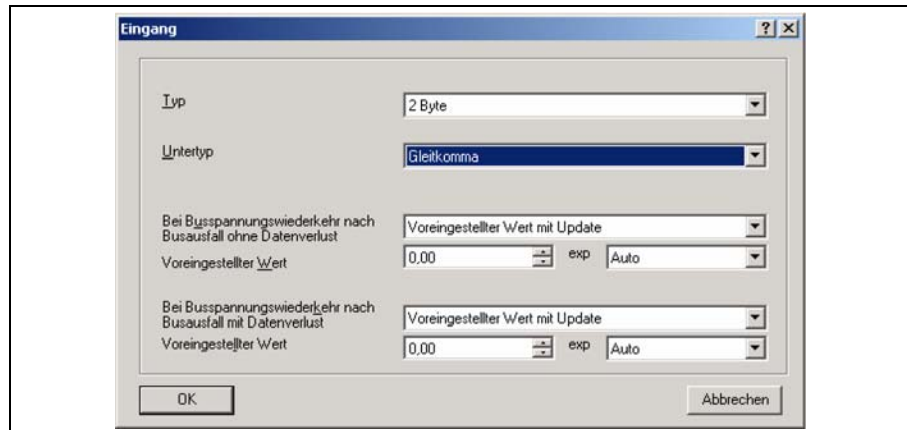 Eingang
Typ
2 Byte
Untertyp
Gleitkomma
Bei Busspannungswiederkehr nach
Busausfall ohne Datenverlust
Voreingestellter Wert mit Update
Voreingestellter Wert
0,00
exp
Auto
Bei Busspannungswiederkehr nach
Busausfall mit Datenverlust
Voreingestellter Wert mit Update
Voreingestellter Wert
0,00
exp
Auto
OK
Abbrechen